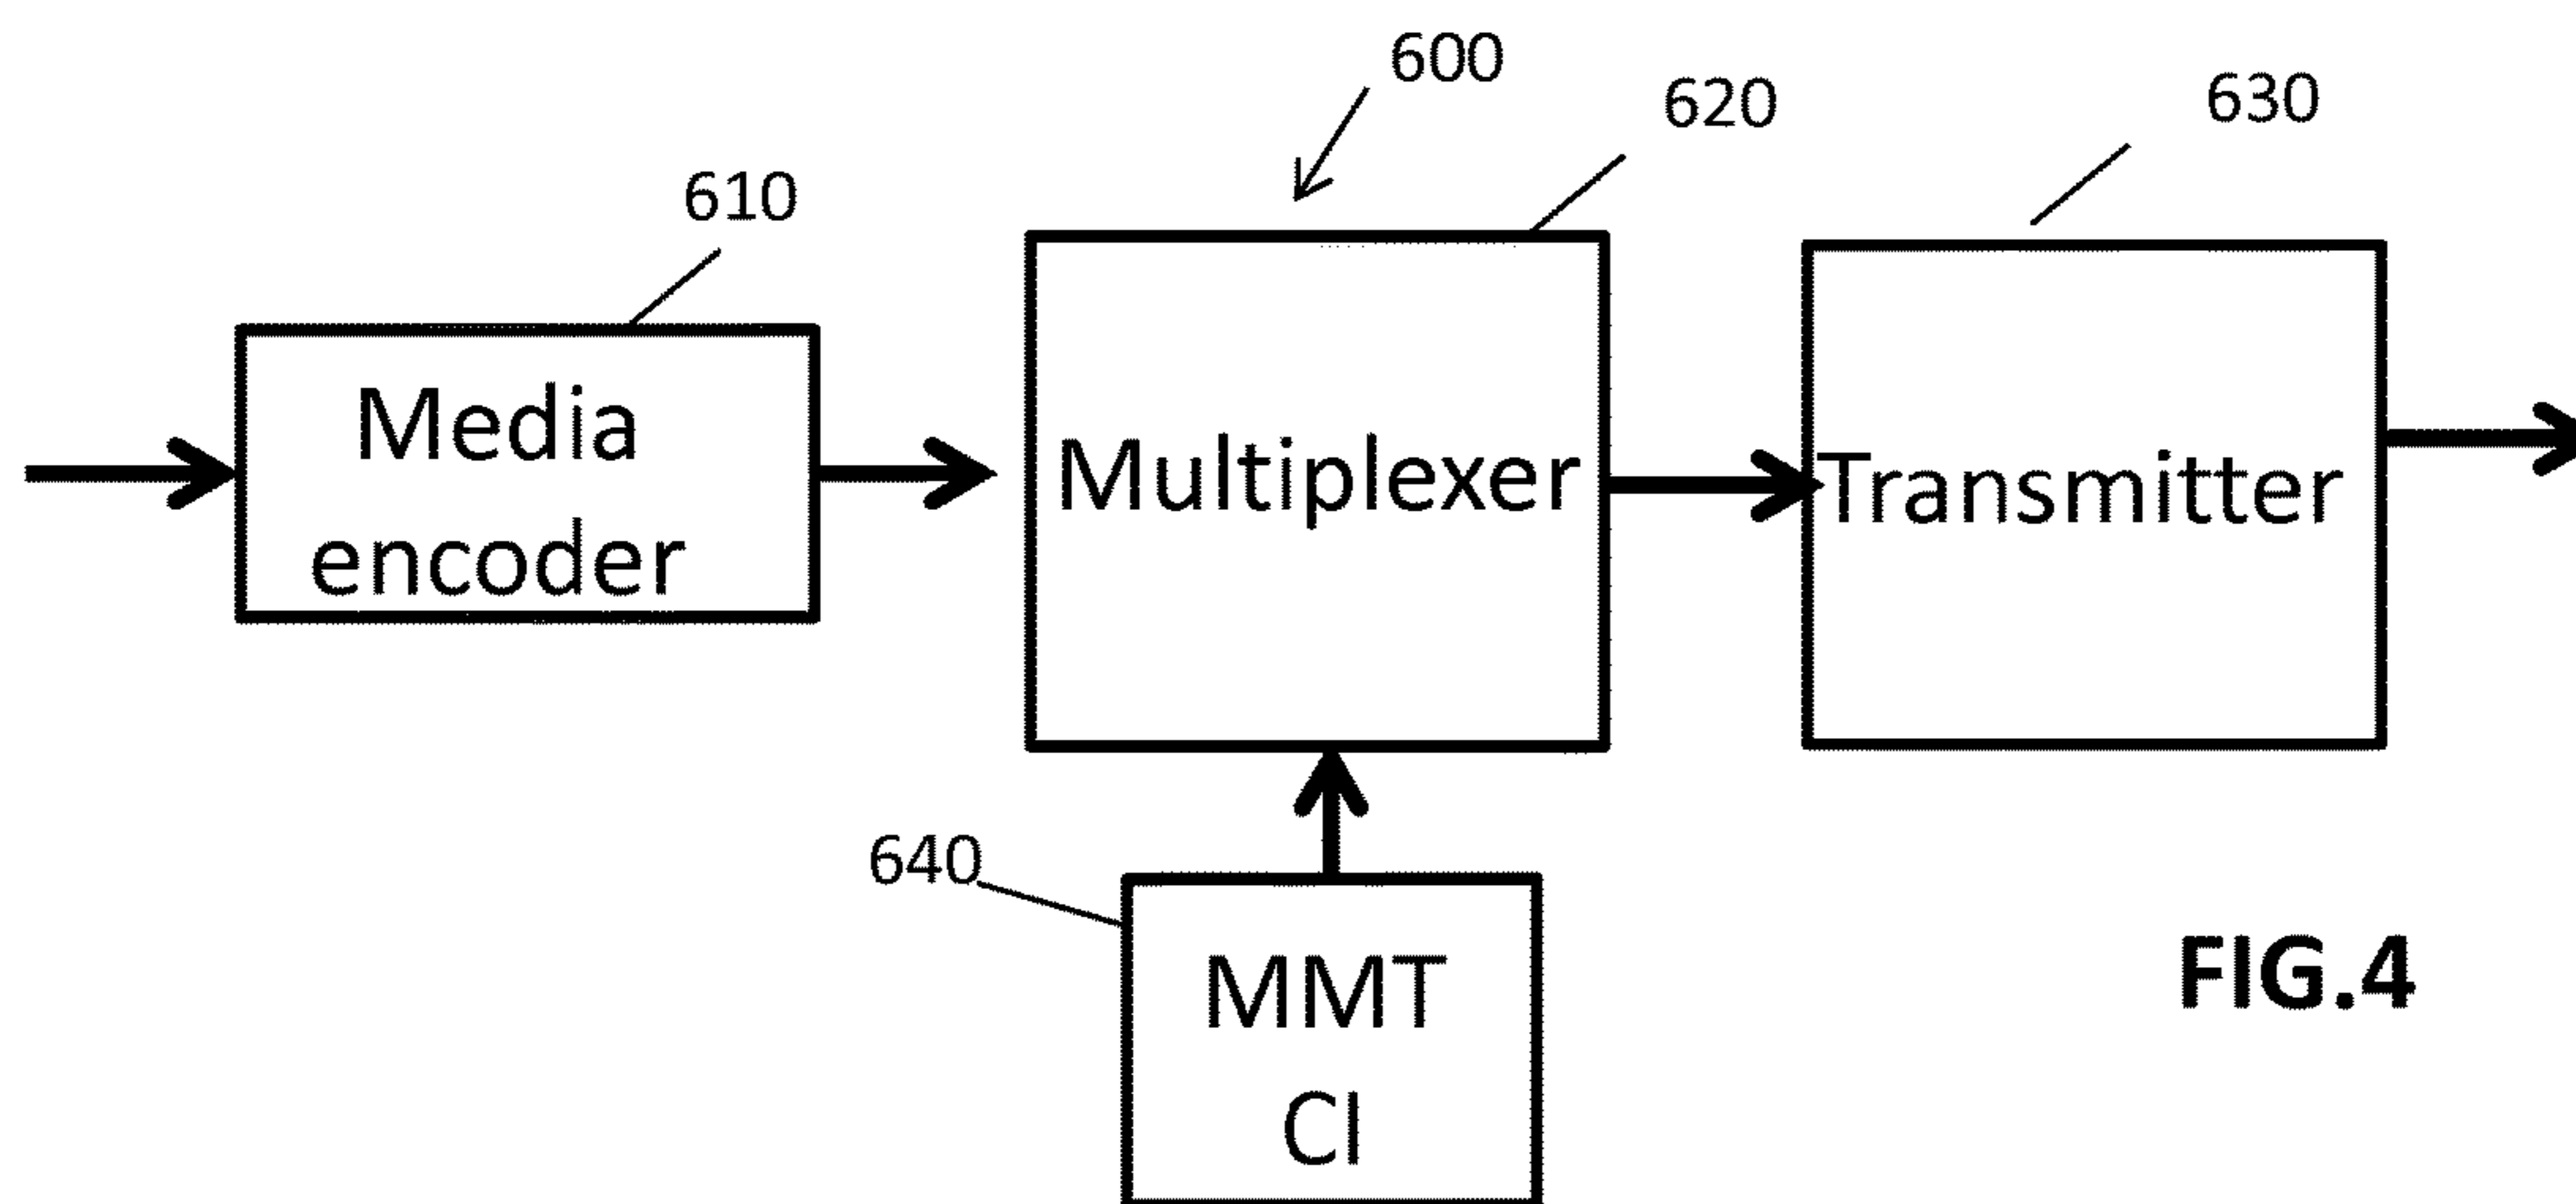 600
620
630
610
Media
encoder
Multiplexer
Transmitter
640
MMT
CI
FIG.4